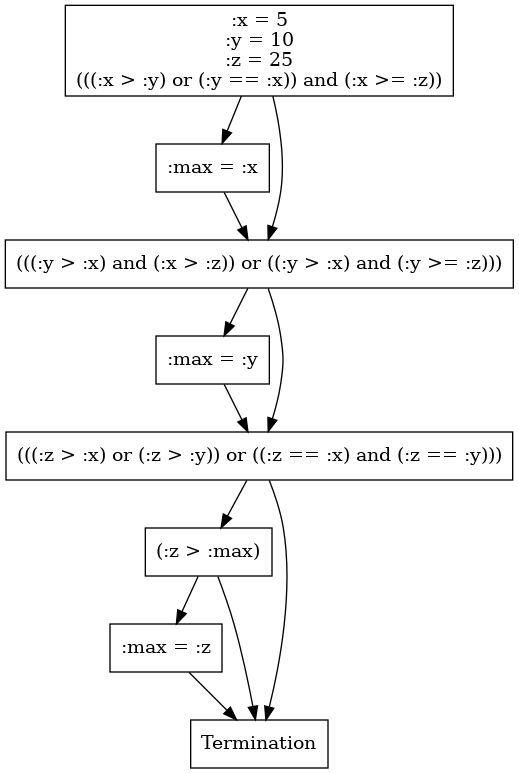 :x = 5
:y = 10
:z = 25
(((:x > :y) or (:y == :x)) and (:x >= :z))
:max = :x
(((:y > :x) and (:x > :z)) or ((:y > :x) and (:y >= :z)))
:max = :y
(((:z > :x) or (:z > :y)) or ((:z == :x) and (:z == :y)))
(:z > :max)
:max = :z
Termination